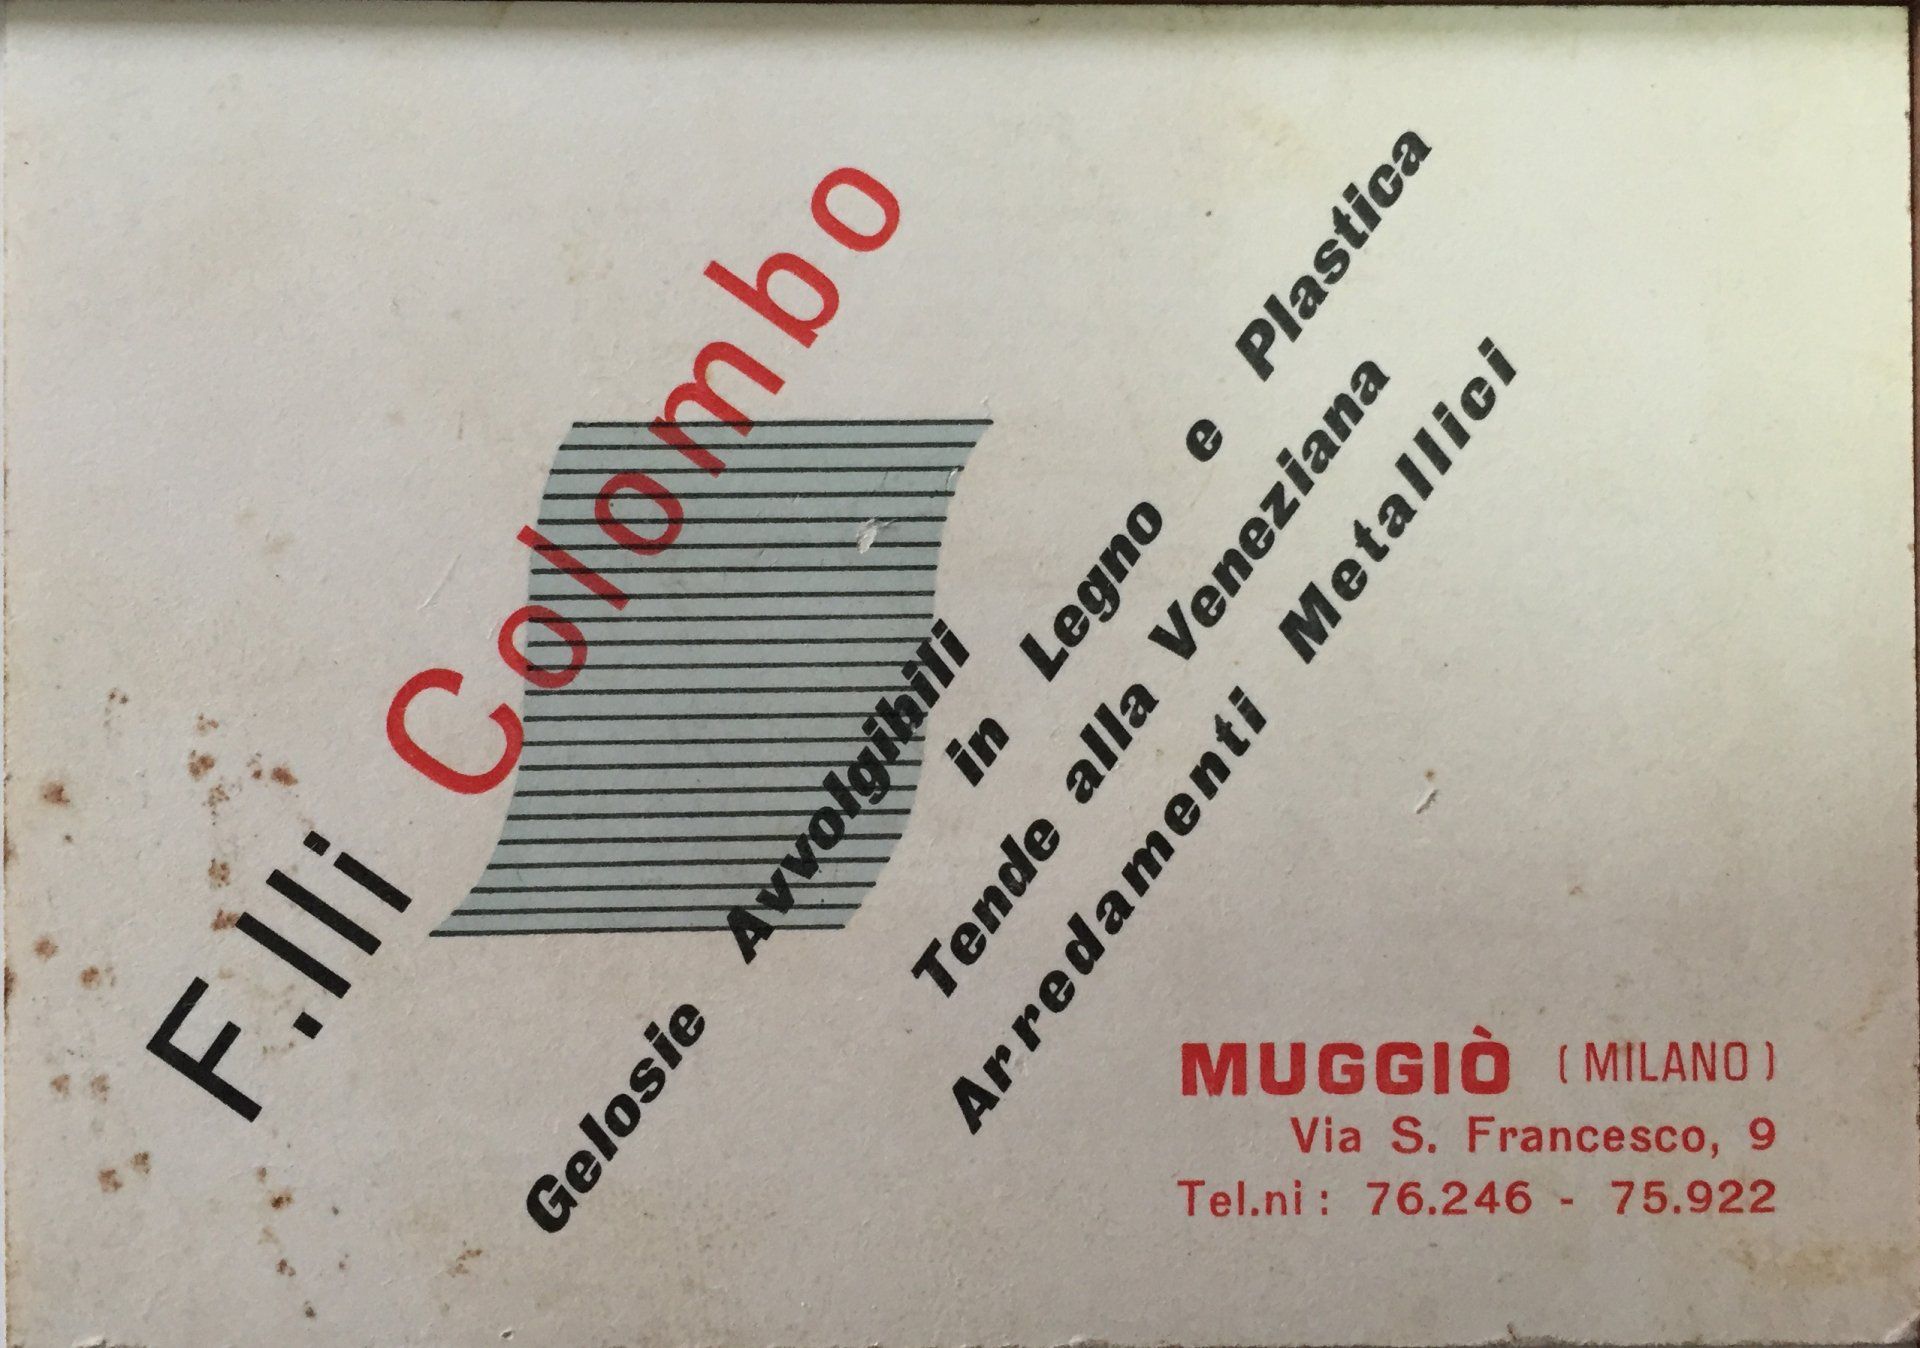 F.lli Colombo
Gelosie Avvolgibili in Legno e Plastica
Tende alla Veneziana
Arredamenti Metallici
MUGGIÒ (MILANO)
Via S. Francesco, 9
Tel.ni: 76.246 - 75.922